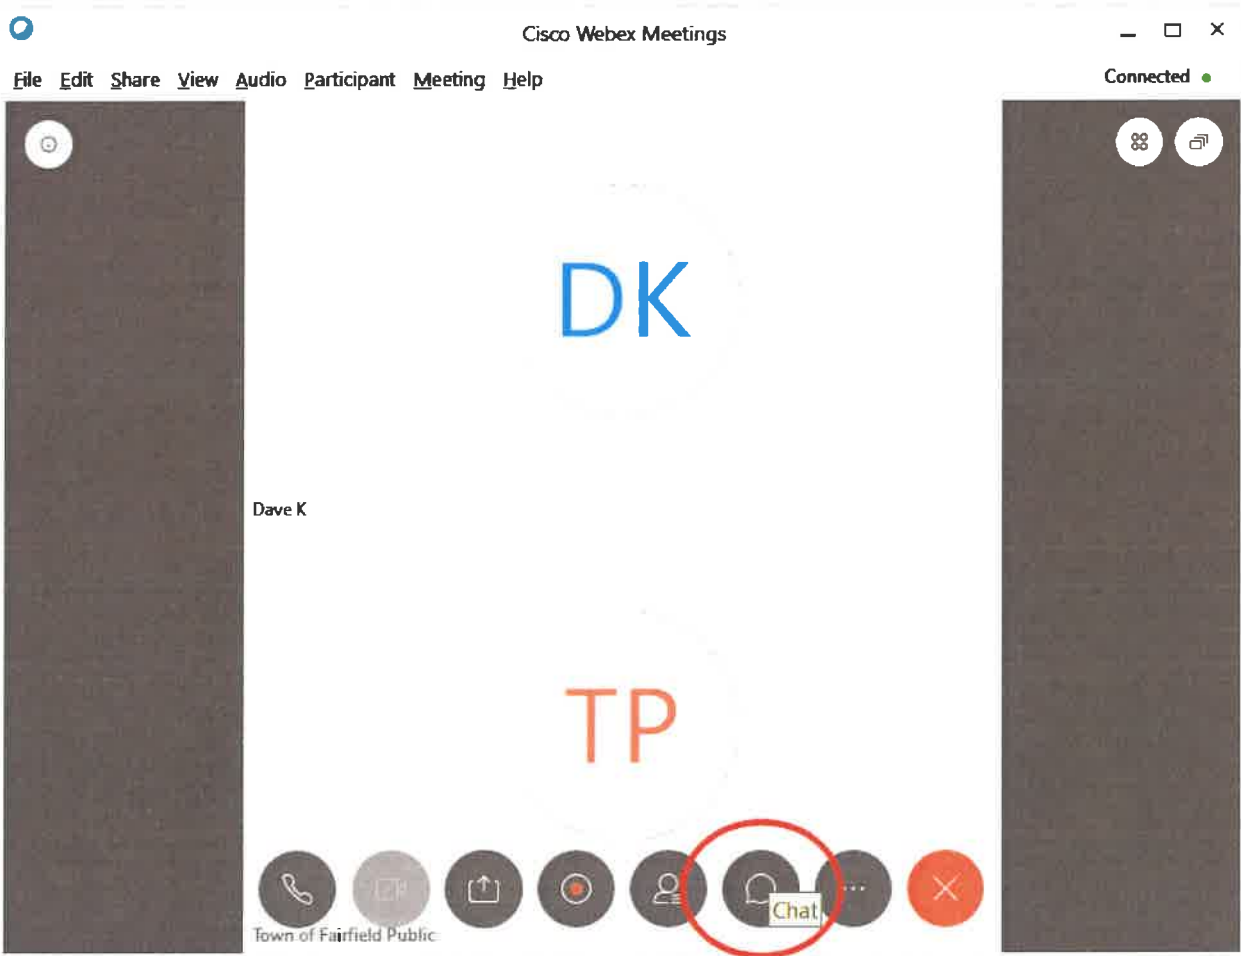 Cisco Webex Meetings
File Edit Share View Audio Participant Meeting Help
Connected
DK
Dave K
TP
Chat
Town of Fairfield Public